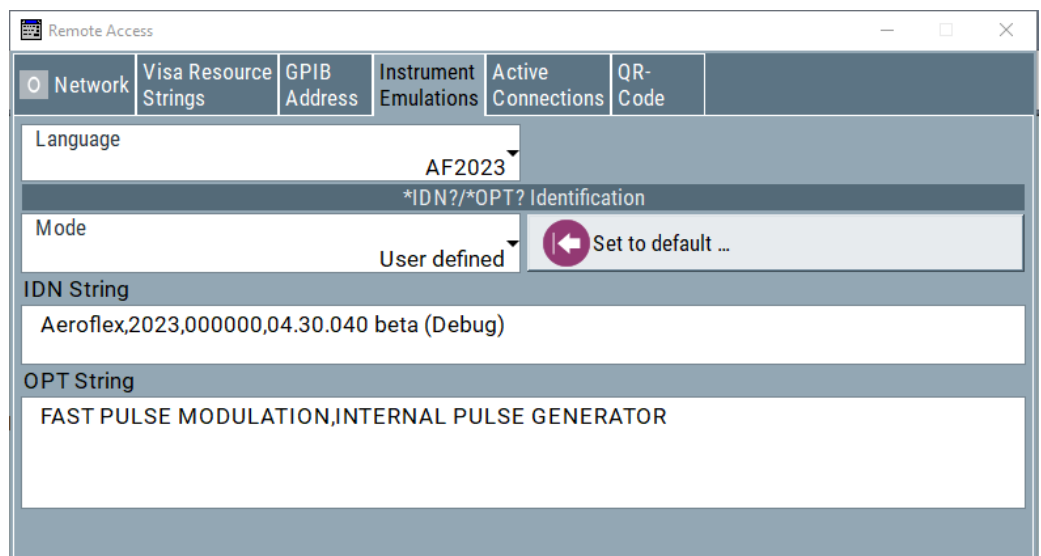 Remote Access
O Network
Visa Resource
Strings
GPIB
Address
Instrument
Emulations
Active
Connections
QR-
Code
Language
AF2023
*IDN?/*OPT? Identification
Mode
User defined
Set to default ...
IDN String
Aeroflex,2023,000000,04.30.040 beta (Debug)
OPT String
FAST PULSE MODULATION,INTERNAL PULSE GENERATOR